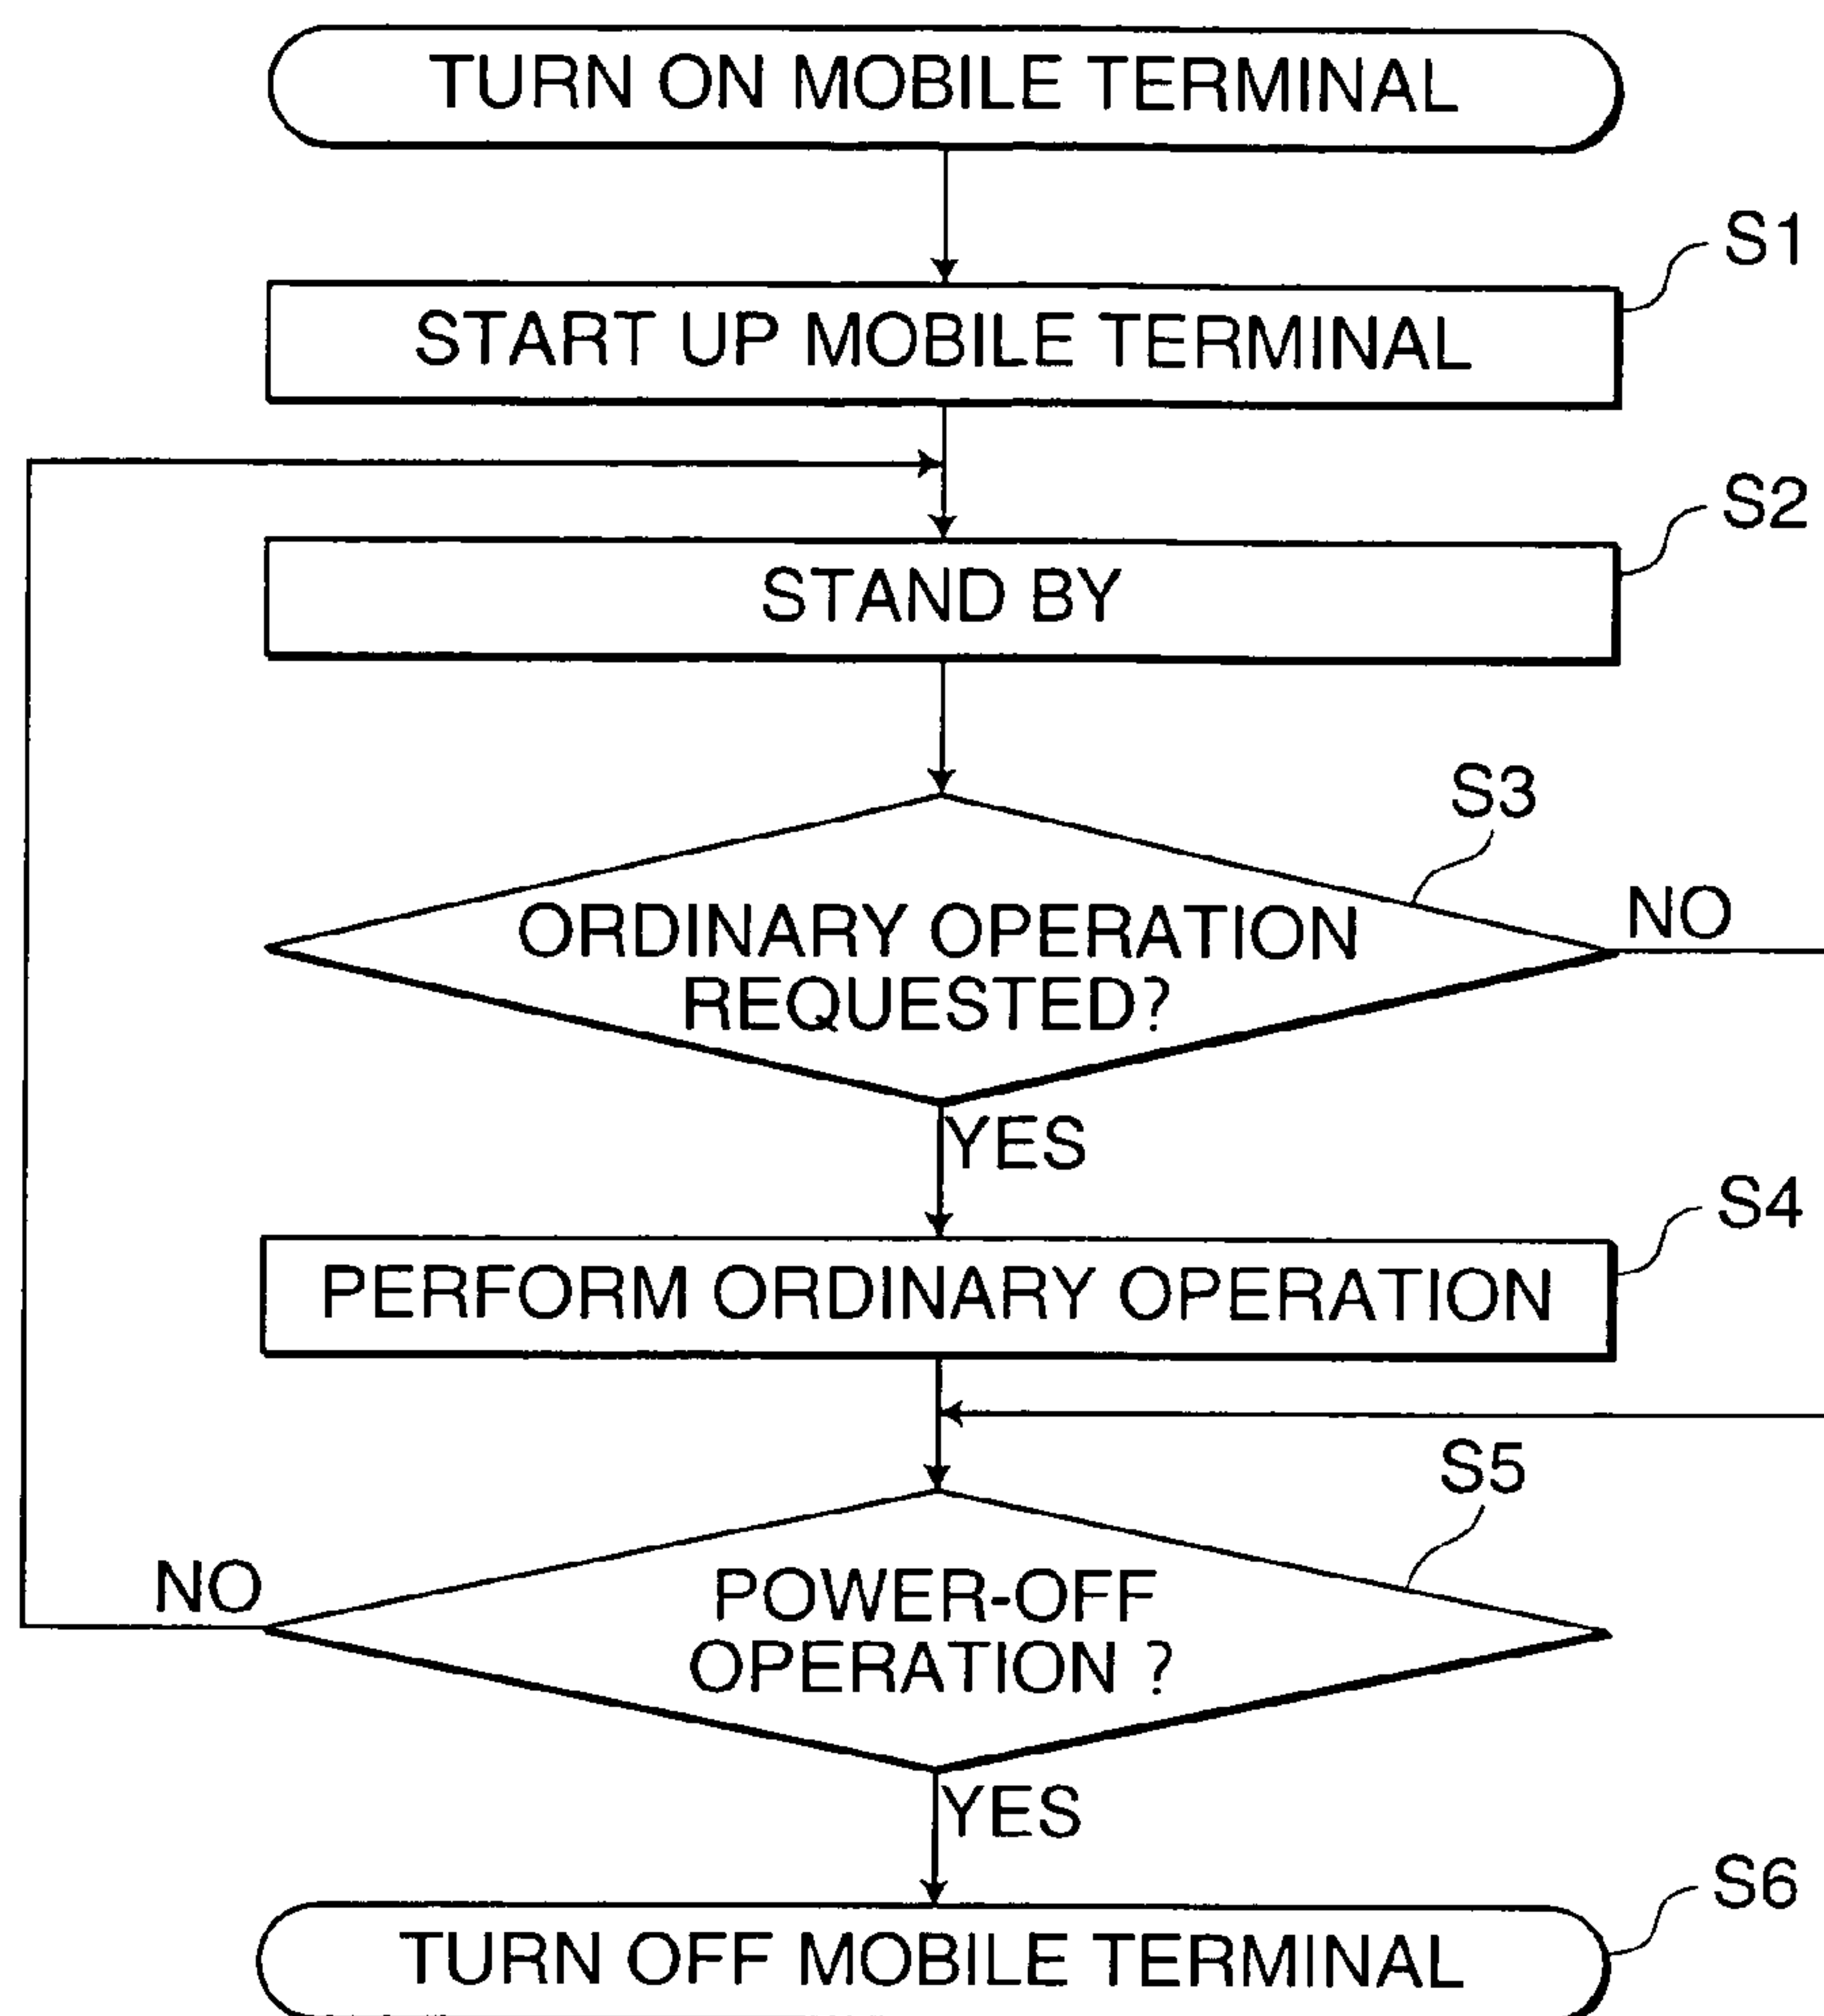 TURN ON MOBILE TERMINAL
S1
START UP MOBILE TERMINAL
S2
STAND BY
S3
ORDINARY OPERATION
REQUESTED?
NO
YES
S4
PERFORM ORDINARY OPERATION
S5
POWER-OFF
OPERATION ?
NO
YES
S6
TURN OFF MOBILE TERMINAL